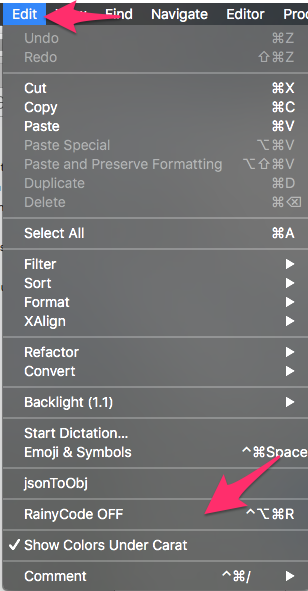 Edit Find Navigate Editor
Undo ⌘Z
Redo ⇧⌘Z
Cut ⌘X
Copy ⌘C
Paste ⌘V
Paste Special ⌥⌘V
Paste and Preserve Formatting ⌥⇧⌘V
Duplicate ⌘D
Delete ⌘⌫
Select All ⌘A
Filter ▶
Sort ▶
Format ▶
XAlign ▶
Refactor ▶
Convert ▶
Backlight (1.1) ▶
Start Dictation...
Emoji & Symbols ^⌘Space
jsonToObj
RainyCode OFF ^⌥⌘R
✓ Show Colors Under Carat
Comment ^⌘/ ▶